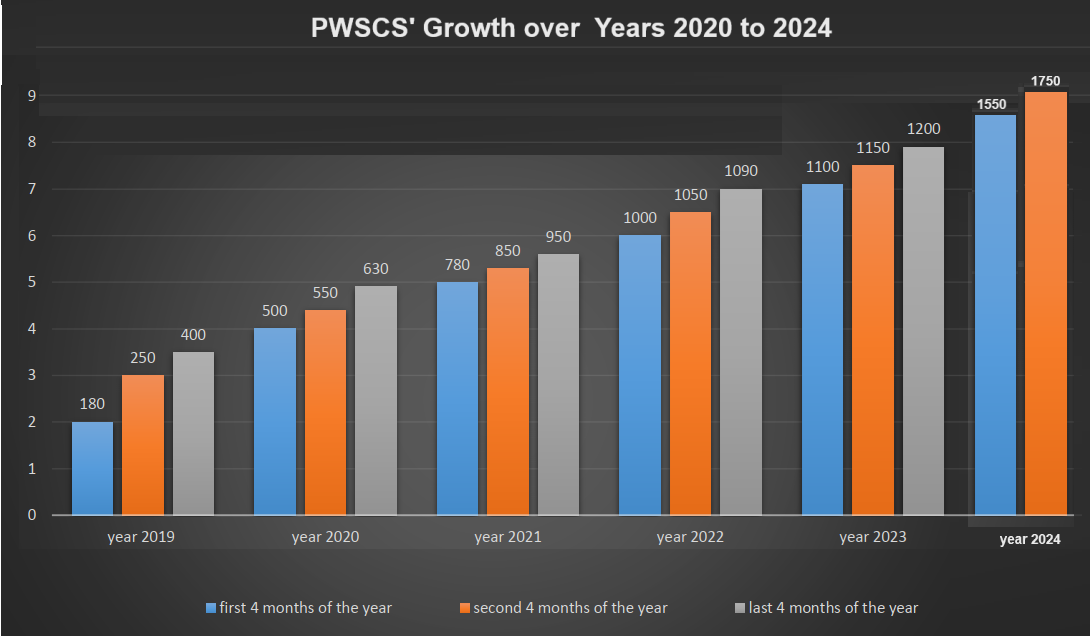 PWSCS' Growth over  Years 2020 to 2024
9
8
7
6
5
4
3
2
1
0
180
250
400
500
550
630
780
850
950
1000
1050
1090
1100
1150
1200
1550
1750
year 2019
year 2020
year 2021
year 2022
year 2023
year 2024
first 4 months of the year
second 4 months of the year
last 4 months of the year